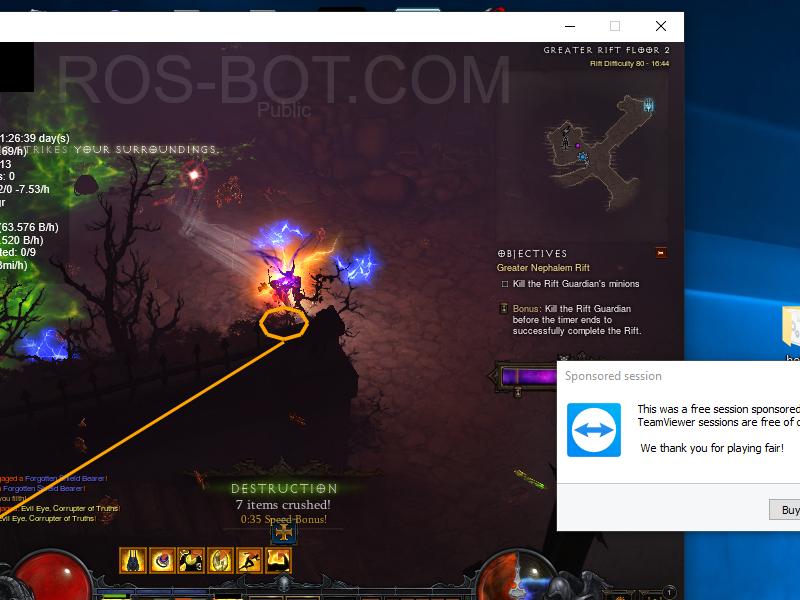 GREATER RIFT FLOOR 2
Rift Difficulty 80 - 16:44
ROS-BOT.COM
Public
1:26:39 day(s)
69/h)
TRIKES YOUR SURROUNDINGS.
13
s: 0
2/0 -7.53/h
gr
(63.576 B/h)
.520 B/h)
ted: 0/9
3mi/h)
OBJECTIVES
Greater Nephalem Rift
Kill the Rift Guardian's minions
Bonus: Kill the Rift Guardian
before the timer ends to
successfully complete the Rift.
Sponsored session
This was a free session sponsored
TeamViewer sessions are free of c
We thank you for playing fair!
Buy
gaged a Forgotten Shield Bearer!
a Forgotten Shield Bearer!
you filth!
Evil Eye, Corrupter of Truths!
Evil Eye, Corrupter of Truths!
DESTRUCTION
7 items crushed!
0:35 Speed Bonus!
1